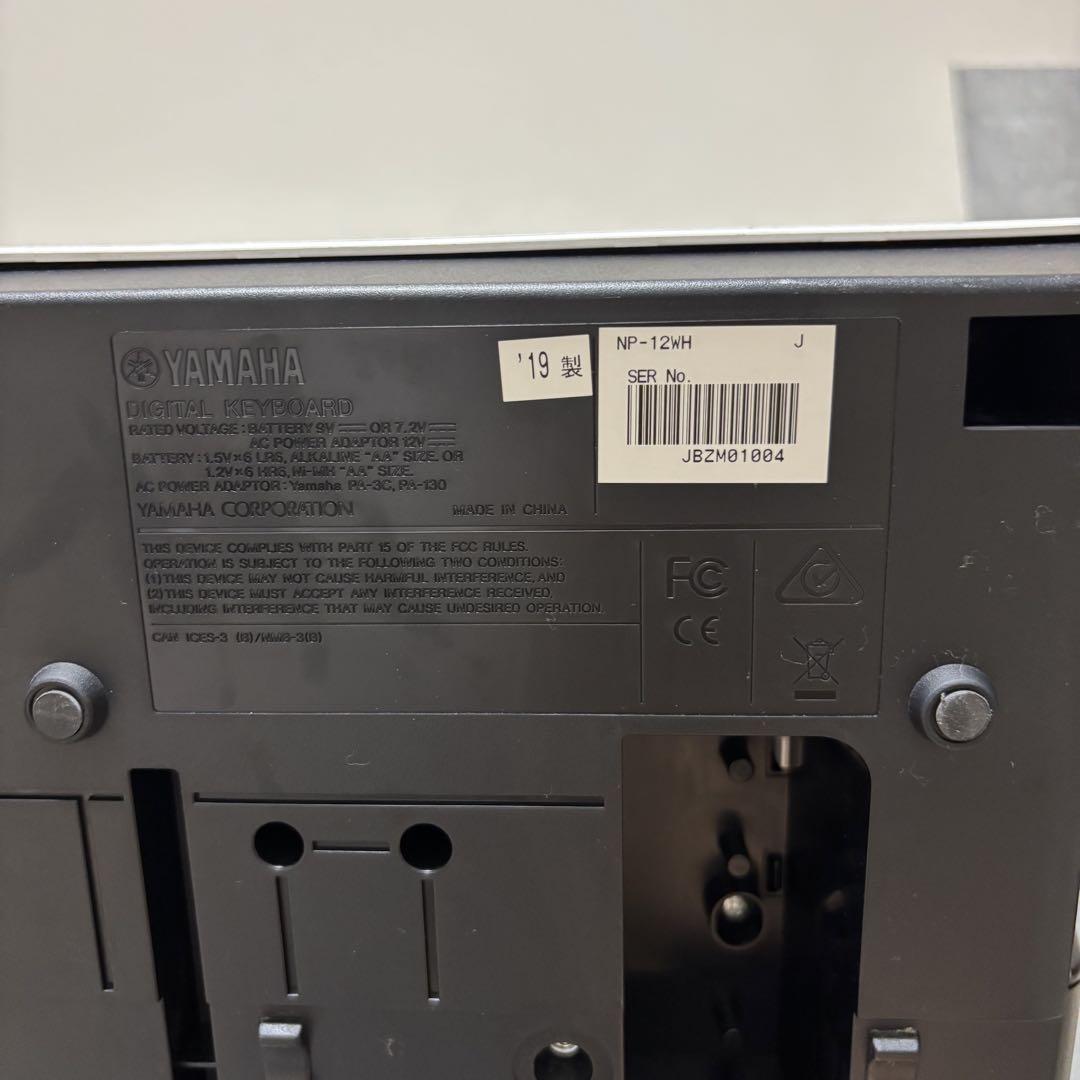 YAMAHA
DIGITAL KEYBOARD
RATED VOLTAGE : BATTERY 9V OR 7.2V
AC POWER ADAPTOR 12V
BATTERY : 1.5V×6 LR6, ALKALINE "AA" SIZE. OR
1.2V×6 HR6, Ni-MH "AA" SIZE.
AC POWER ADAPTOR : Yamaha PA-3C, PA-130
YAMAHA CORPORATION MADE IN CHINA
'19 製
NP-12WH J
SER No.
JBZM01004
THIS DEVICE COMPLIES WITH PART 15 OF THE FCC RULES.
OPERATION IS SUBJECT TO THE FOLLOWING TWO CONDITIONS:
(1) THIS DEVICE MAY NOT CAUSE HARMFUL INTERFERENCE, AND
(2) THIS DEVICE MUST ACCEPT ANY INTERFERENCE RECEIVED,
INCLUDING INTERFERENCE THAT MAY CAUSE UNDESIRED OPERATION.
CAN ICES-3 (B)/NMB-3(B)
FC
CE